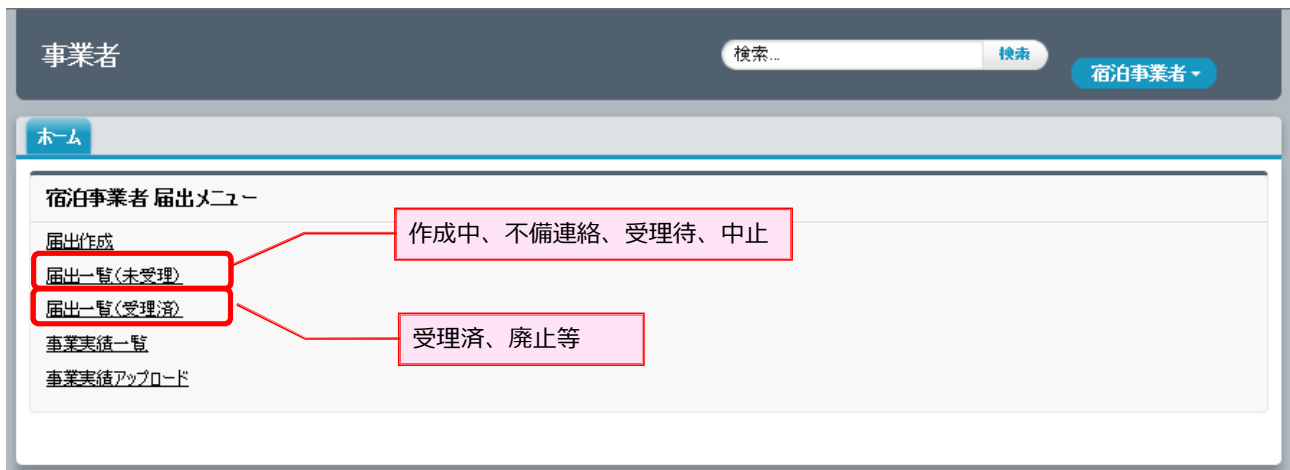 事業者
検索...
検索
宿泊事業者
ホーム
宿泊事業者 届出メニュー
届出作成
作成中、不備連絡、受理待、中止
届出一覧(未受理)
届出一覧(受理済)
受理済、廃止等
事業実績一覧
事業実績アップロード